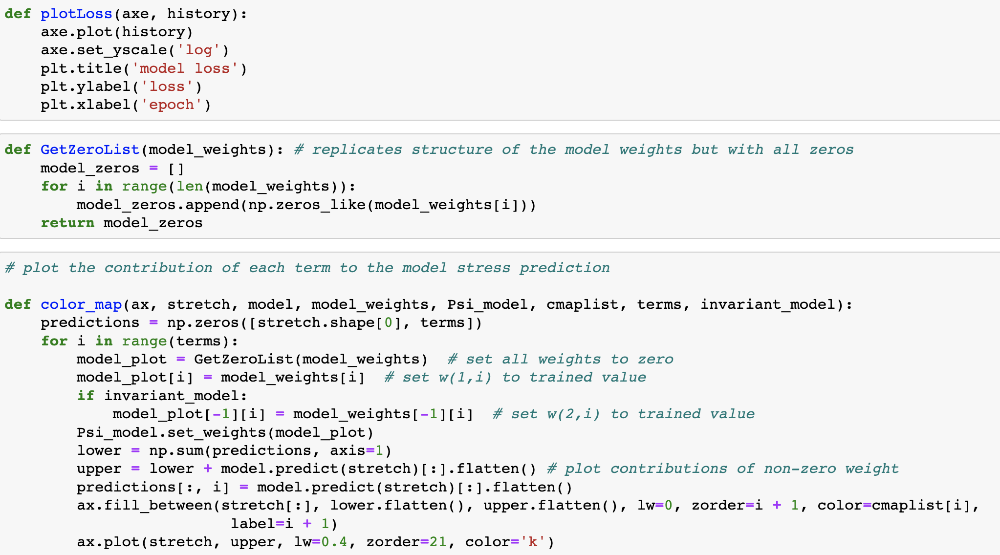 def plotLoss(axe, history):
    axe.plot(history)
    axe.set_yscale('log')
    plt.title('model loss')
    plt.ylabel('loss')
    plt.xlabel('epoch')
def GetZeroList(model_weights): # replicates structure of the model weights but with all zeros
    model_zeros = []
    for i in range(len(model_weights)):
        model_zeros.append(np.zeros_like(model_weights[i]))
    return model_zeros
# plot the contribution of each term to the model stress prediction
def color_map(ax, stretch, model, model_weights, Psi_model, cmaplist, terms, invariant_model):
    predictions = np.zeros([stretch.shape[0], terms])
    for i in range(terms):
        model_plot = GetZeroList(model_weights)  # set all weights to zero
        model_plot[i] = model_weights[i]  # set w(1,i) to trained value
        if invariant_model:
            model_plot[-1][i] = model_weights[-1][i]  # set w(2,i) to trained value
        Psi_model.set_weights(model_plot)
        lower = np.sum(predictions, axis=1)
        upper = lower + model.predict(stretch)[:].flatten() # plot contributions of non-zero weight
        predictions[:, i] = model.predict(stretch)[:].flatten()
        ax.fill_between(stretch[:], lower.flatten(), upper.flatten(), lw=0, zorder=i + 1, color=cmaplist[i],
                         label=i + 1)
        ax.plot(stretch, upper, lw=0.4, zorder=21, color='k')